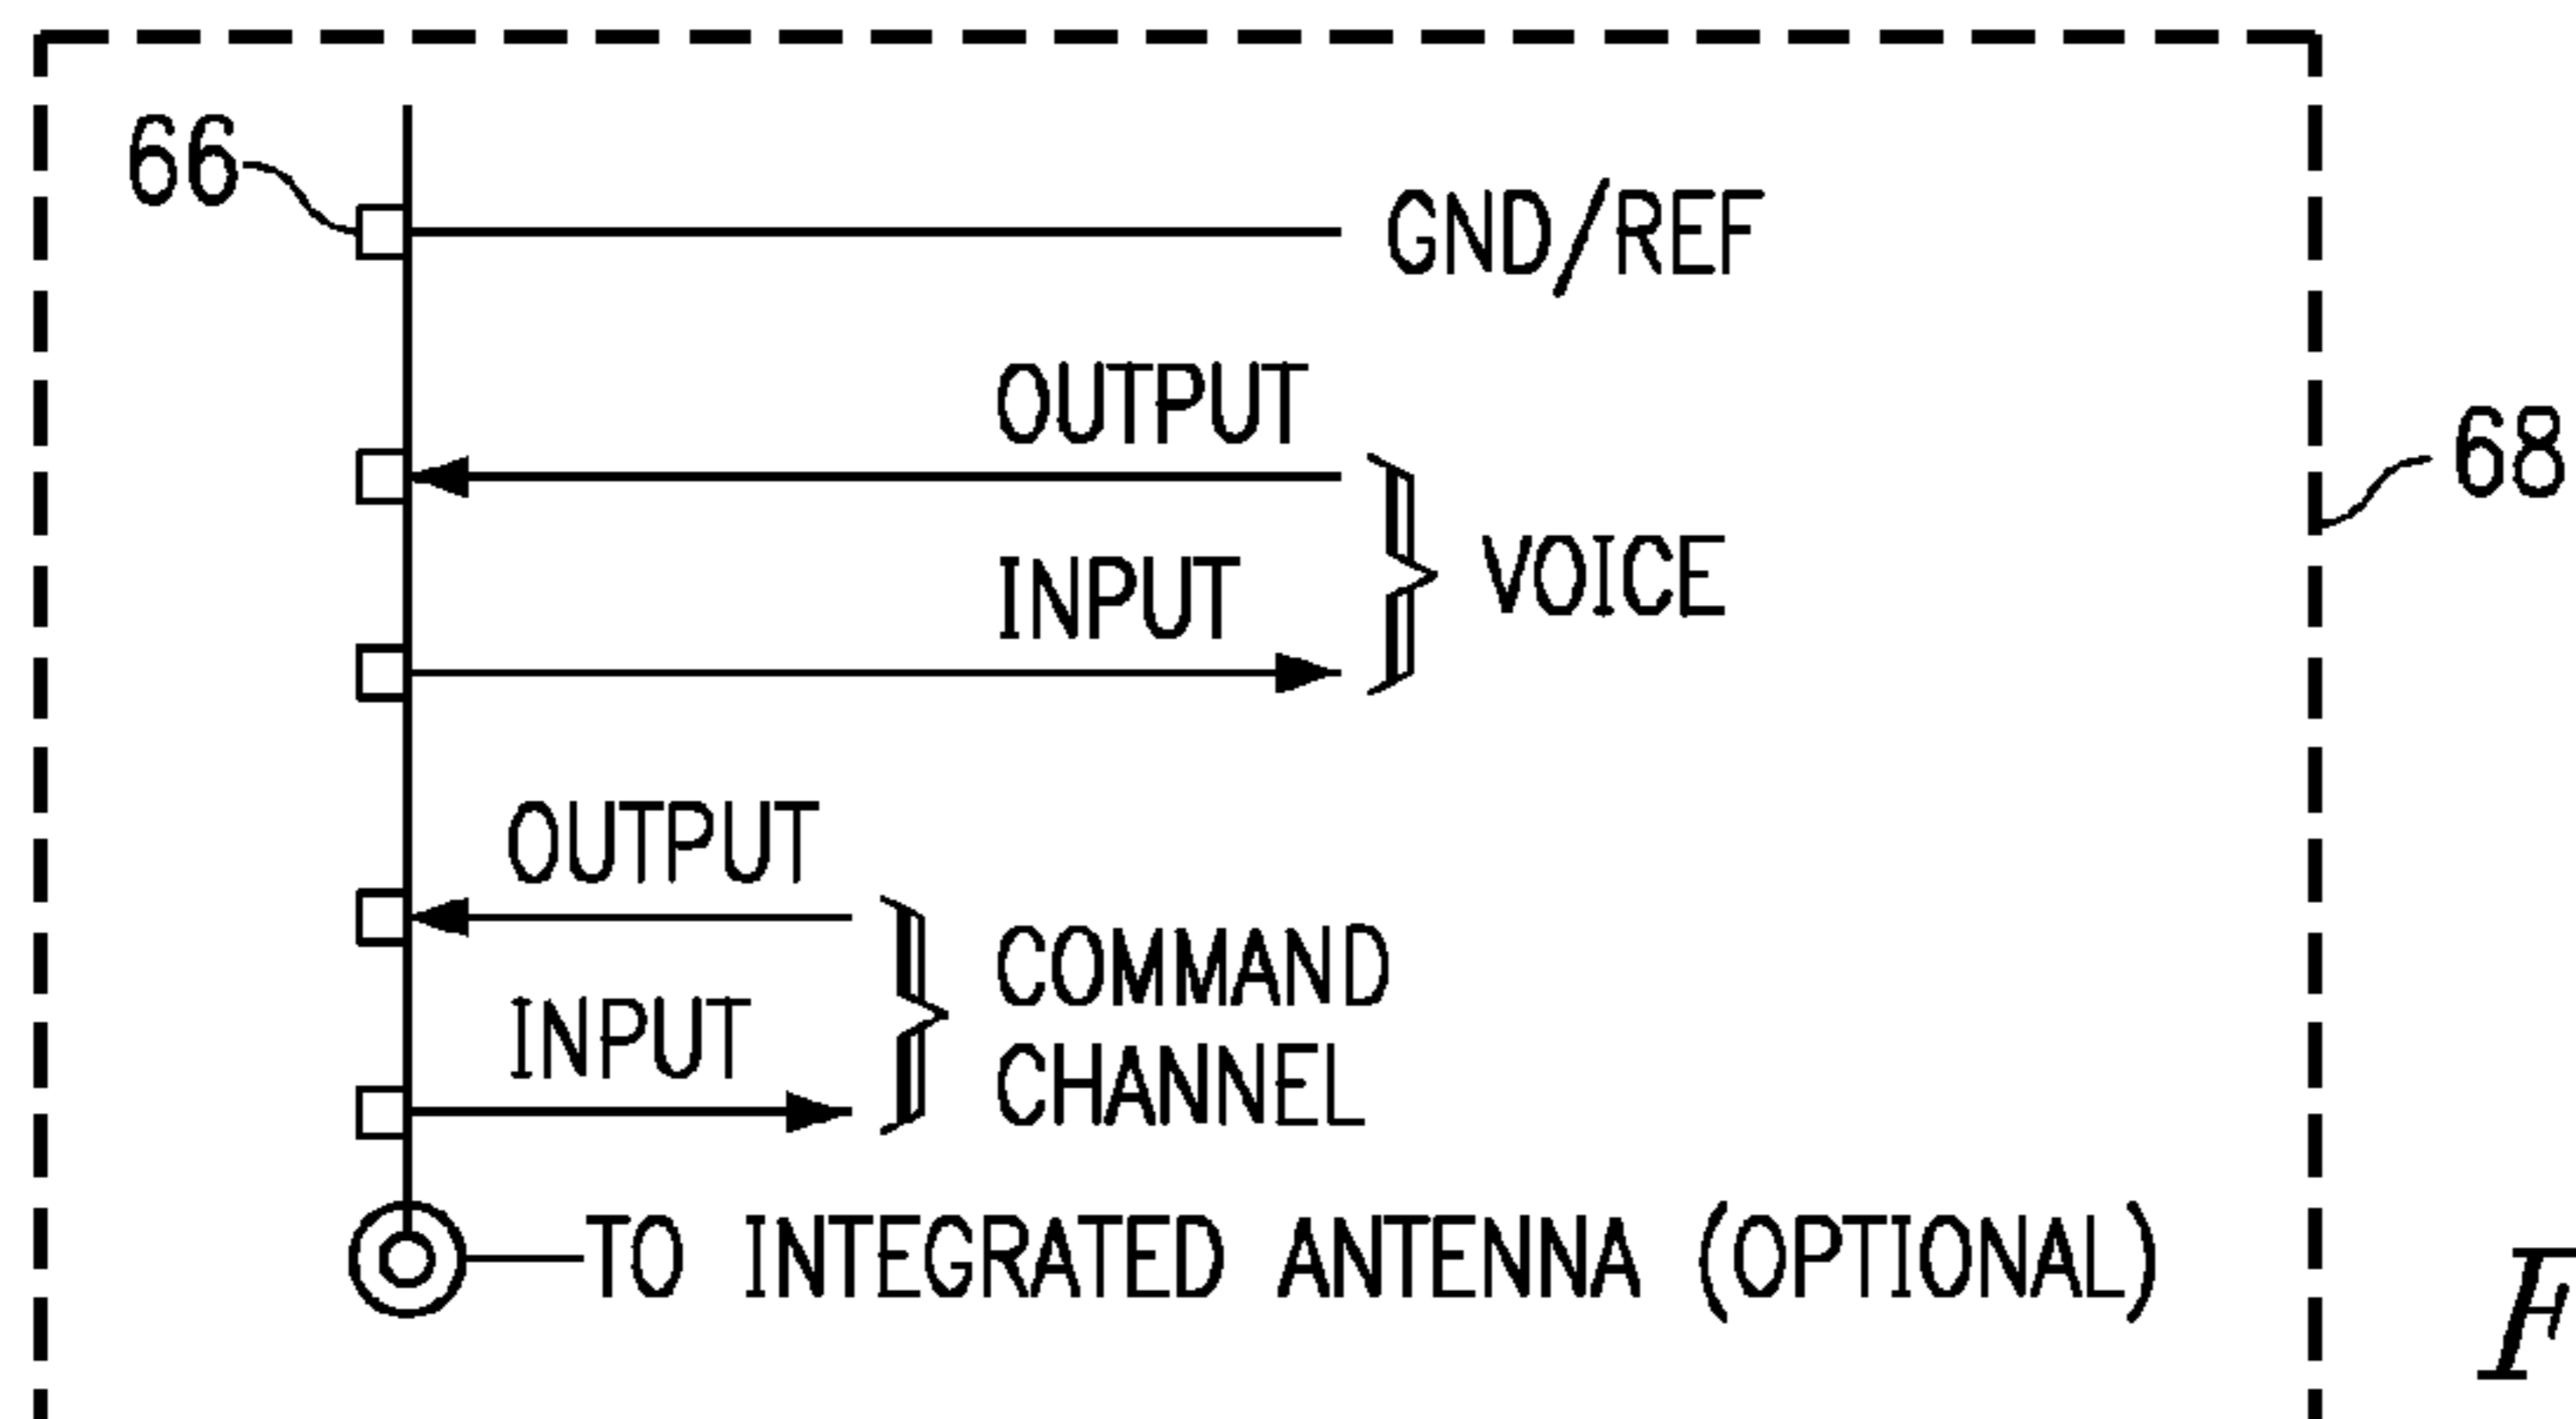 66
GND/REF
OUTPUT
68
INPUT
VOICE
OUTPUT
INPUT
COMMAND
CHANNEL
TO INTEGRATED ANTENNA (OPTIONAL)
F